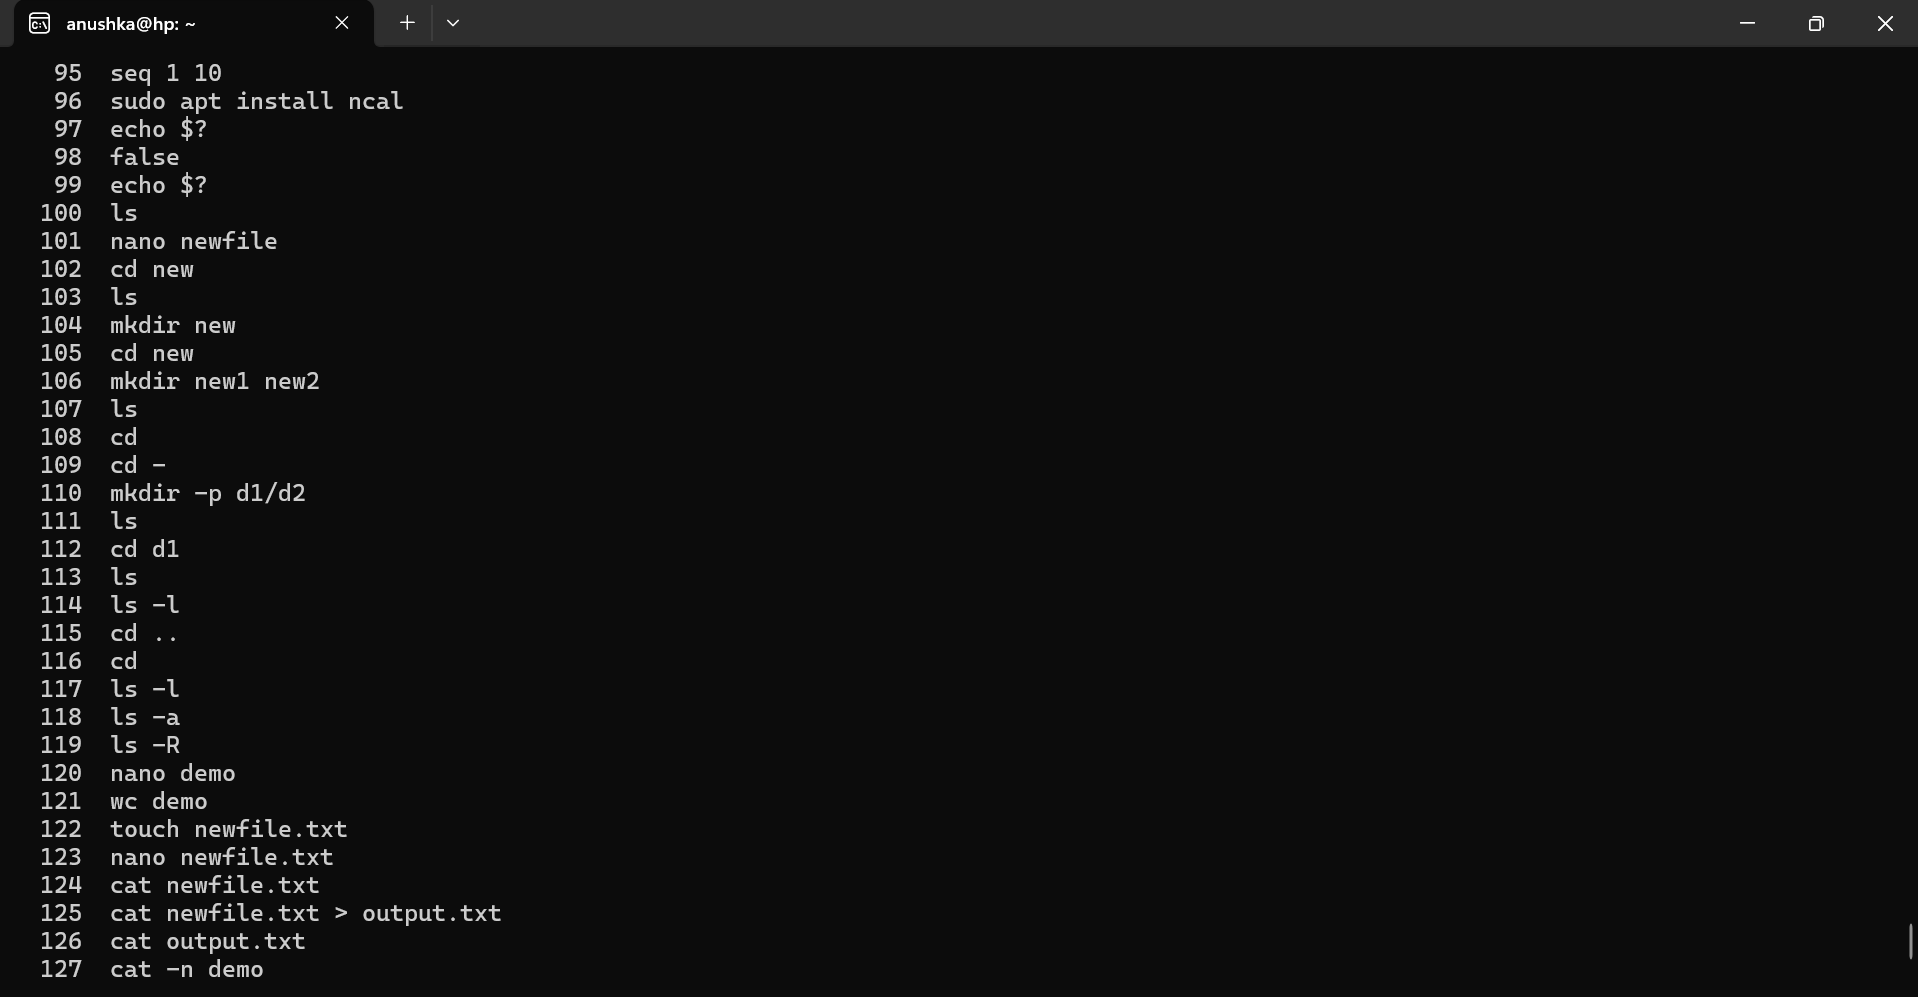 anushka@hp: ~
95 seq 1 10
96 sudo apt install ncal
97 echo $?
98 false
99 echo $?
100 ls
101 nano newfile
102 cd new
103 ls
104 mkdir new
105 cd new
106 mkdir new1 new2
107 ls
108 cd
109 cd -
110 mkdir -p d1/d2
111 ls
112 cd d1
113 ls
114 ls -l
115 cd ..
116 cd
117 ls -l
118 ls -a
119 ls -R
120 nano demo
121 wc demo
122 touch newfile.txt
123 nano newfile.txt
124 cat newfile.txt
125 cat newfile.txt > output.txt
126 cat output.txt
127 cat -n demo